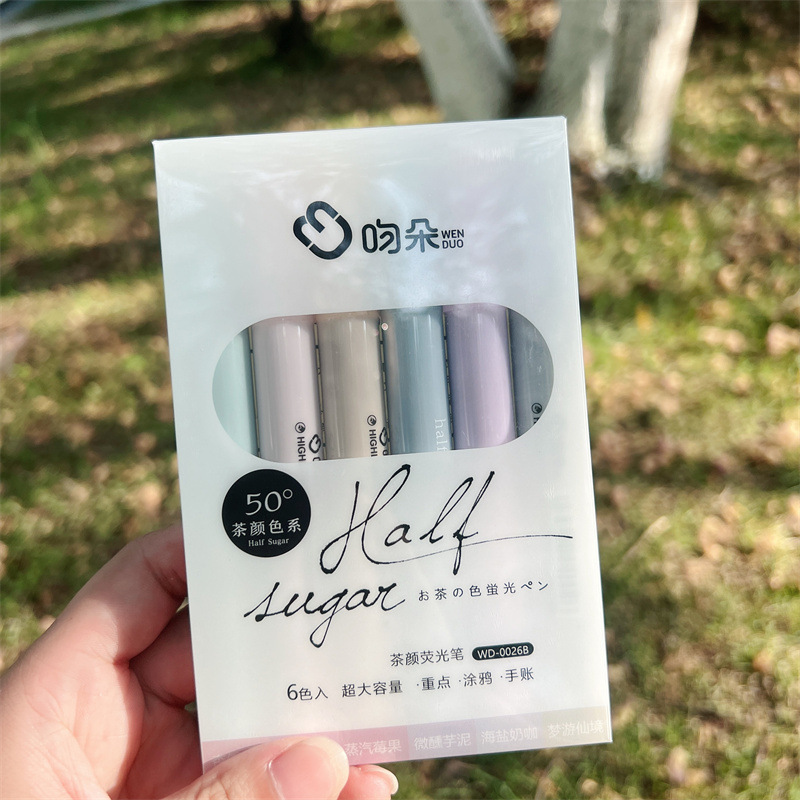 吻朵 WEN DUO
HIGH
HIGH
half
50°
茶颜色系
Half Sugar
Half
sugar
お茶の色蛍光ペン
茶颜荧光笔 WD-0026B
6色入 超大容量 ·重点 ·涂鸦 ·手账
蒸汽莓果 微醺芋泥 海盐奶咖 梦游仙境